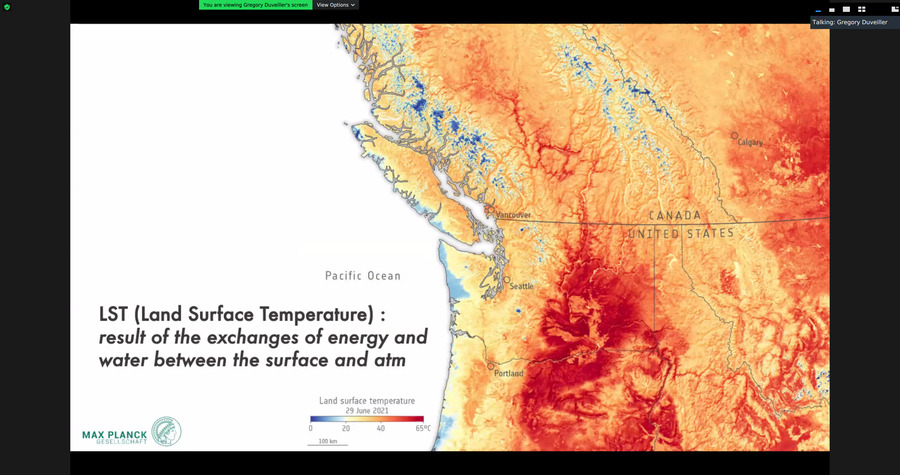 You are viewing Gregory Duveiller's screen
View Options
Talking: Gregory Duveiller
Calgary
Vancouver
CANADA
UNITED STATES
Pacific Ocean
Seattle
LST (Land Surface Temperature) :
result of the exchanges of energy and
water between the surface and atm
Portland
Land surface temperature
29 June 2021
0 20 40 65°C
100 km
MAX PLANCK
GESELLSCHAFT